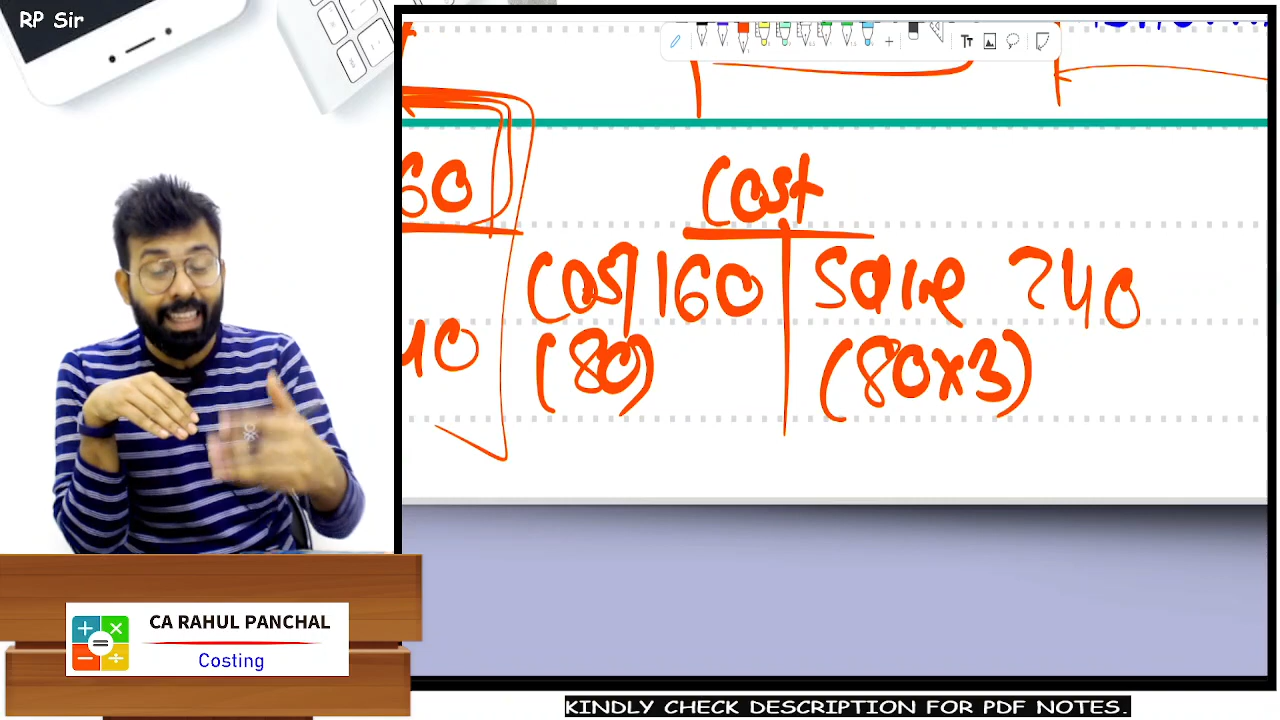 RP Sir
60
Cost
Cost 160 Sale 240
40
(80) (80x3)
CA RAHUL PANCHAL
Costing
KINDLY CHECK DESCRIPTION FOR PDF NOTES.